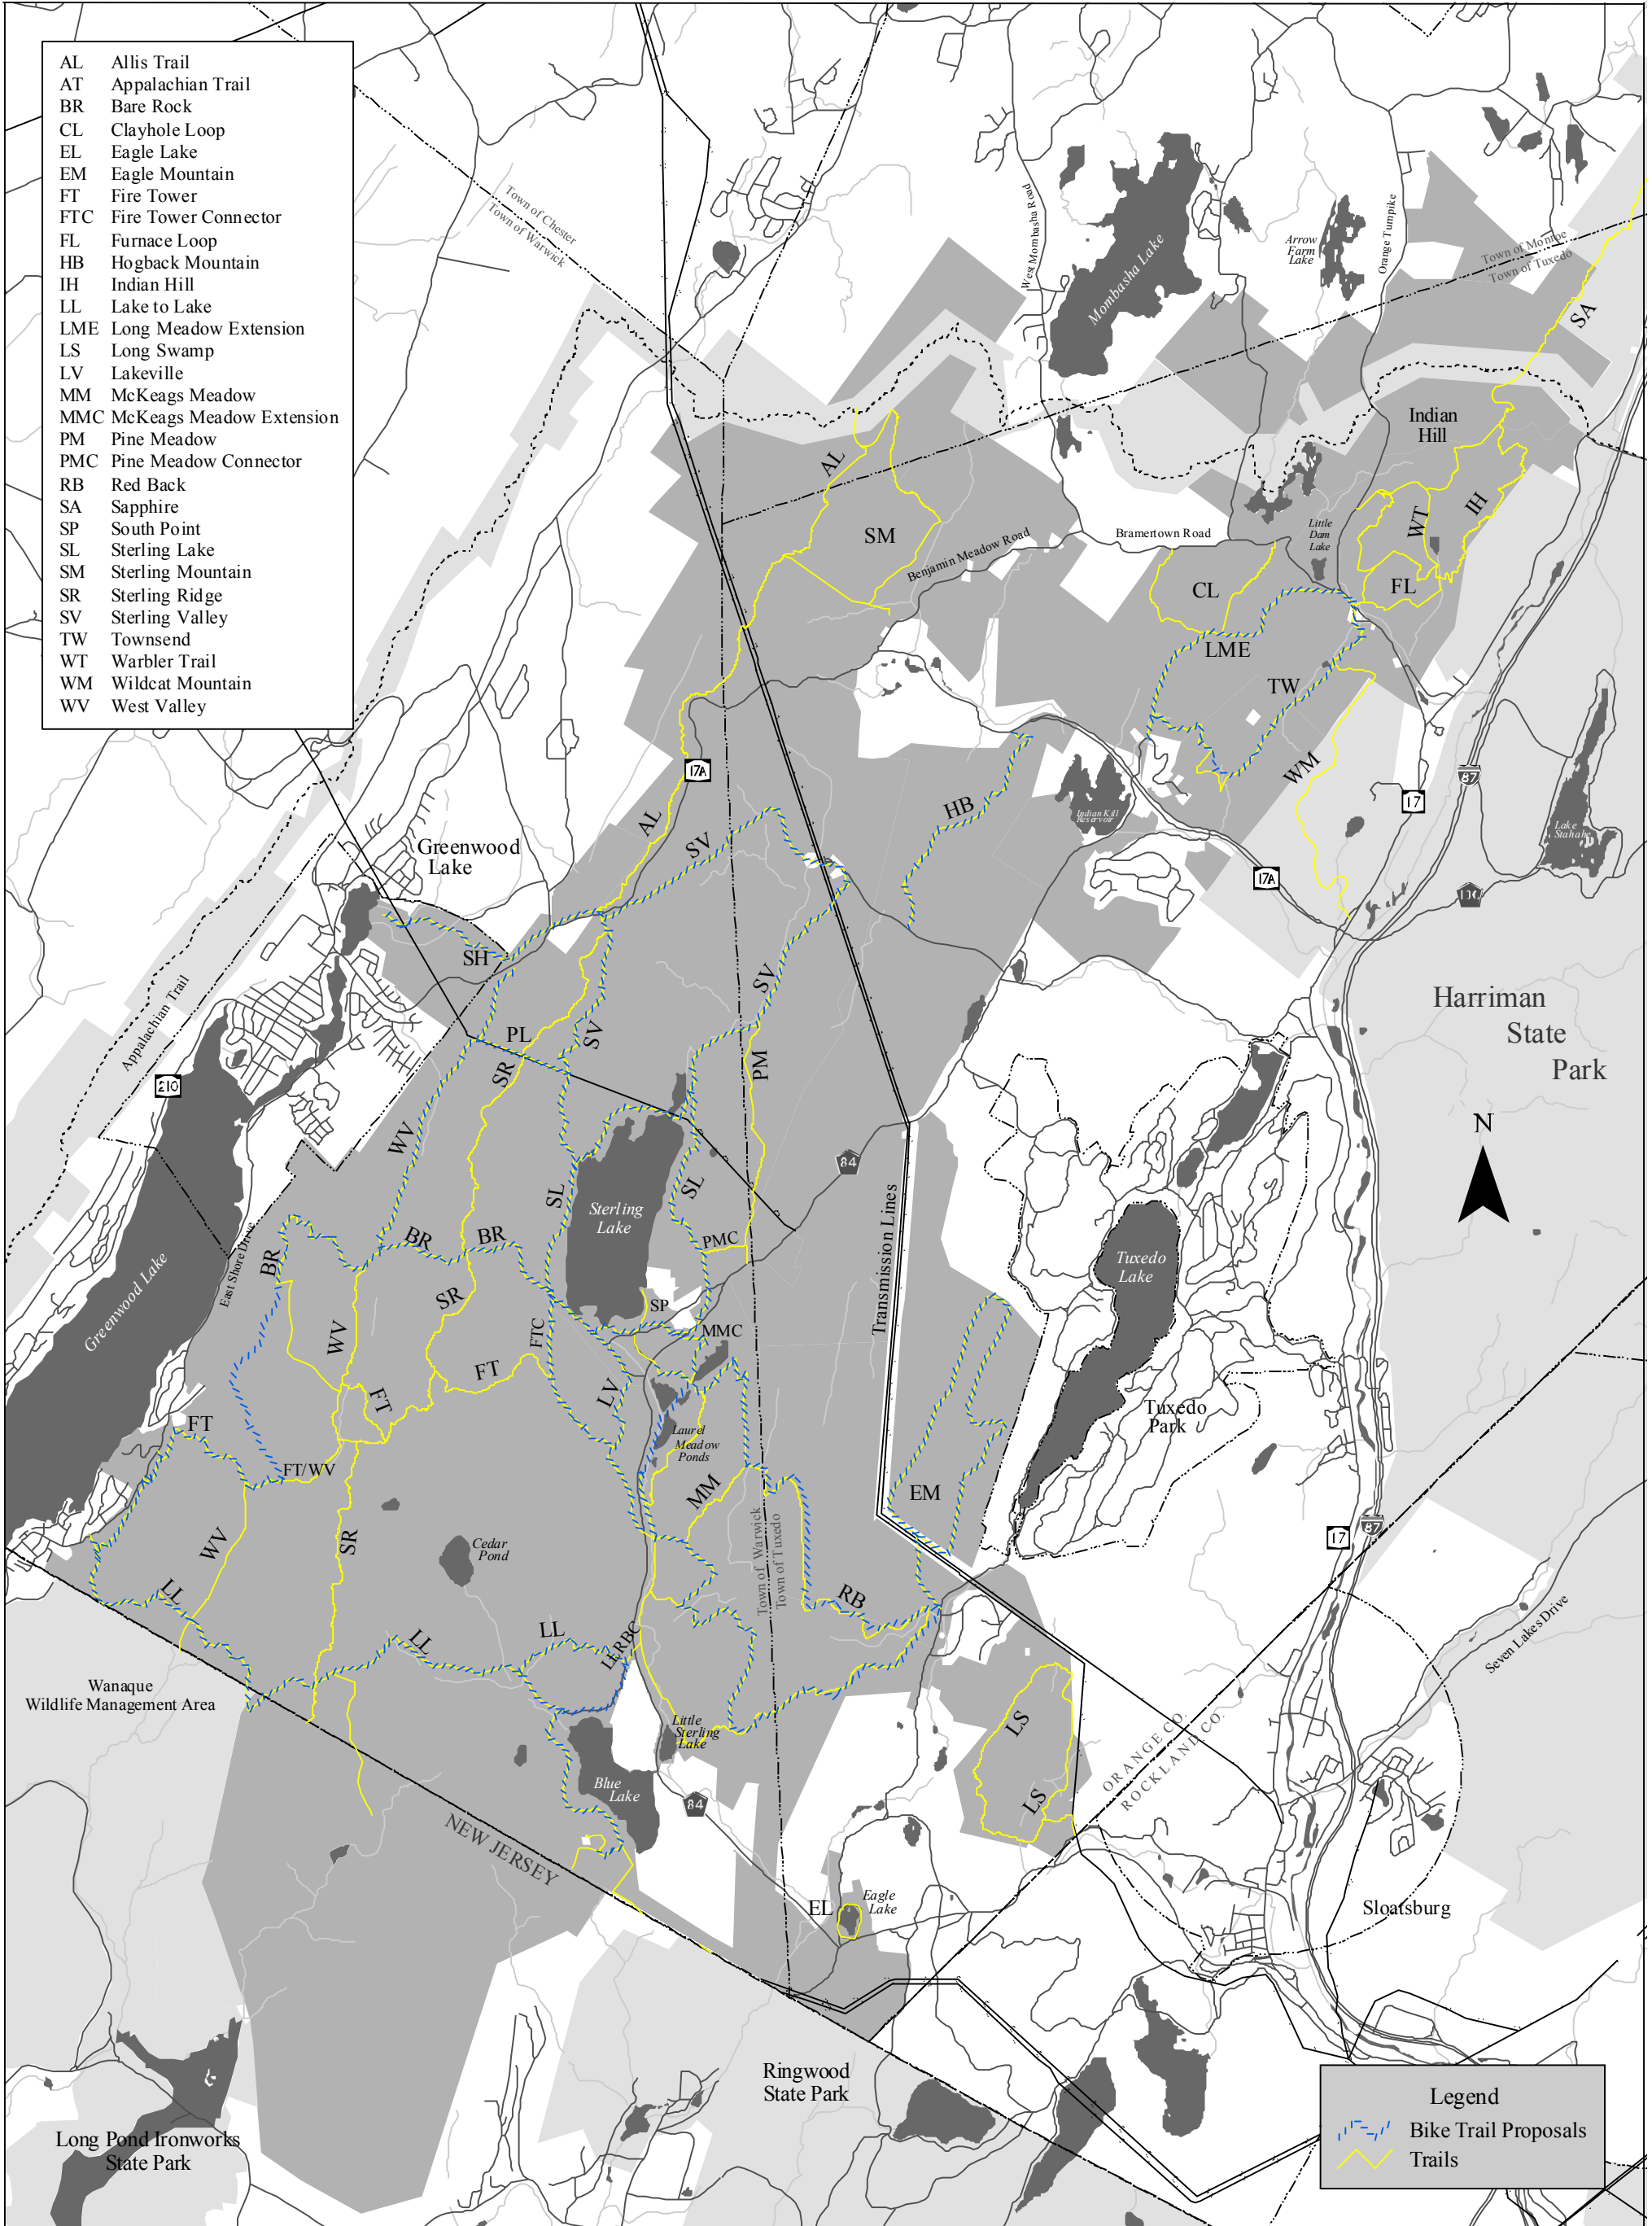 AL Allis Trail
AT Appalachian Trail
BR Bare Rock
CL Clayhole Loop
EL Eagle Lake
EM Eagle Mountain
FT Fire Tower
FTC Fire Tower Connector
FL Furnace Loop
HB Hogback Mountain
IH Indian Hill
LL Lake to Lake
LME Long Meadow Extension
LS Long Swamp
LV Lakeville
MM McKeags Meadow
MMC McKeags Meadow Extension
PM Pine Meadow
PMC Pine Meadow Connector
RB Red Back
SA Sapphire
SP South Point
SL Sterling Lake
SM Sterling Mountain
SR Sterling Ridge
SV Sterling Valley
TW Townsend
WT Warbler Trail
WM Wildcat Mountain
WV West Valley
Town of Chester
Town of Warwick
West Mombasha Road
Mombasha Lake
Arrow
Farm
Lake
Orange Turnpike
Town of Monroe
Town of Tuxedo
SA
Indian
Hill
AL
SM
Benjamin Meadow Road
Bramertown Road
Little
Dam
Lake
WT
IH
CL
FL
LME
TW
WM
17A
HB
Indian Kill
Reservoir
87
17
Lake
Stahahe
AL
SV
Greenwood
Lake
17A
SH
SV
Appalachian Trail
PL
SV
SR
PM
Harriman
State
Park
N
210
WV
84
SL
SL
Sterling
Lake
Transmission Lines
Tuxedo
Lake
BR
BR
BR
PMC
East Shore Drive
Greenwood Lake
SR
SP
WV
FTC
MMC
FT
FT
LV
FT
Laurel
Meadow
Ponds
Tuxedo
Park
FT/WV
MM
EM
WV
SR
Cedar
Pond
Town of Warwick
Town of Tuxedo
17
87
LL
RB
LL
LL
Seven Lakes Drive
Wanaque
Wildlife Management Area
Little
Sterling
Lake
LS
ORANGE CO.
ROCKLAND CO.
Blue
Lake
84
LS
NEW JERSEY
EL
Eagle
Lake
Sloatsburg
Ringwood
State Park
Long Pond Ironworks
State Park
Legend
Bike Trail Proposals
Trails